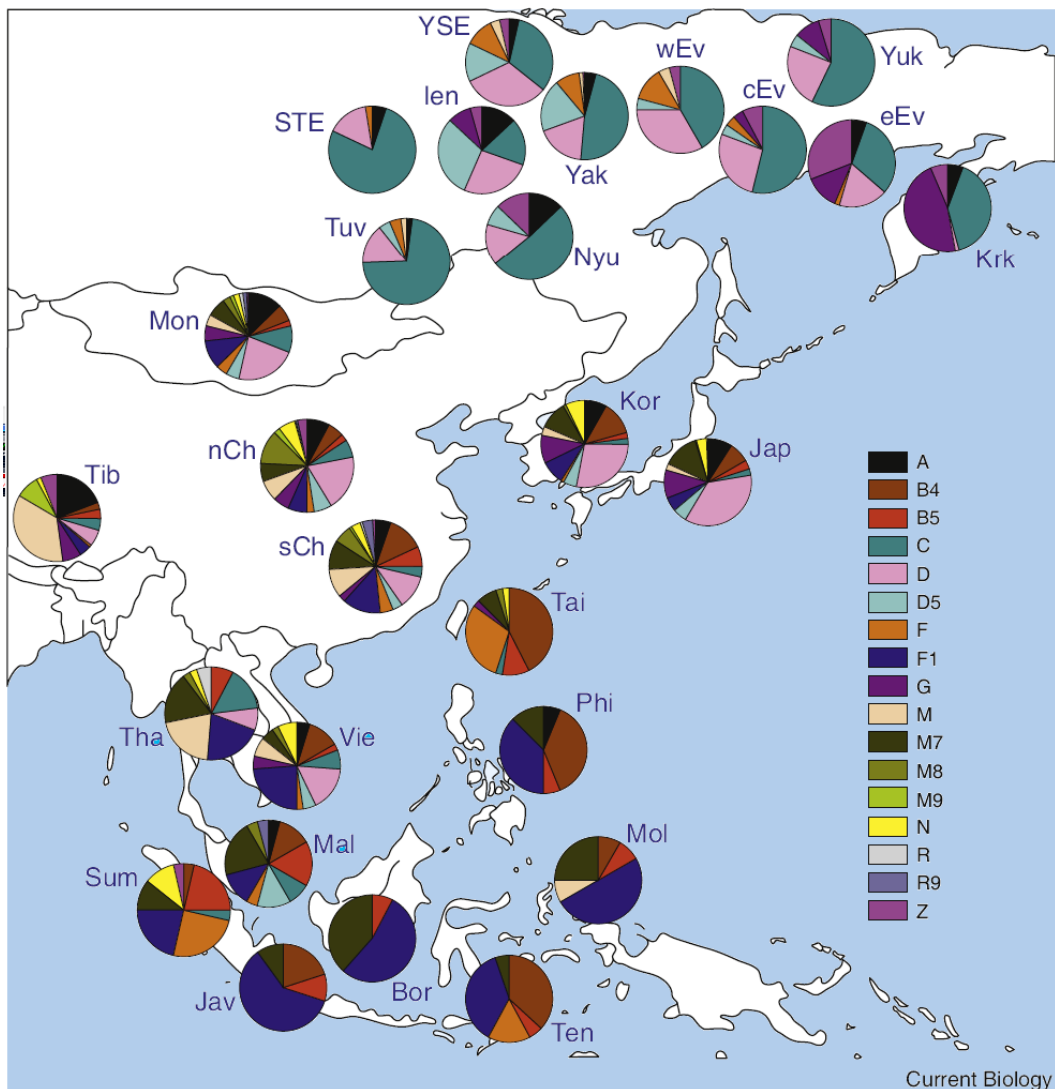 YSE
wEv
Yuk
cEv
len
eEv
STE
Yak
Krk
Tuv
Nyu
Mon
Kor
nCh
Jap
Tib
sCh
Tai
Phi
Tha
Vie
Mal
Mol
Sum
Bor
Jav
Ten
A
B4
B5
C
D
D5
F
F1
G
M
M7
M8
M9
N
R
R9
Z
Current Biology